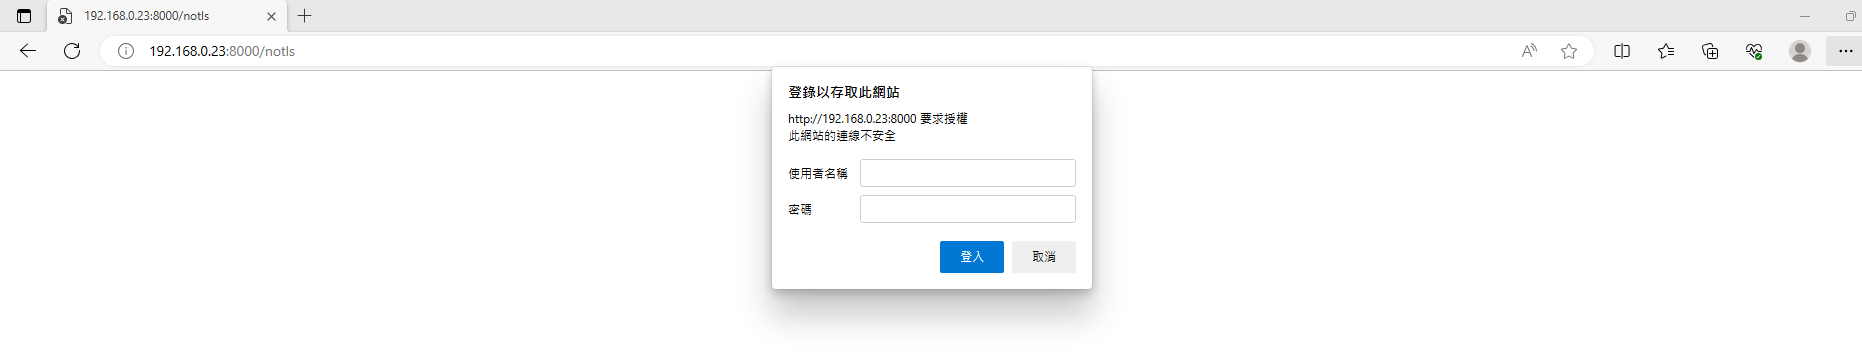 192.168.0.23:8000/notls
192.168.0.23:8000/notls
登錄以存取此網站
http://192.168.0.23:8000 要求授權
此網站的連線不安全
使用者名稱
密碼
登入 取消